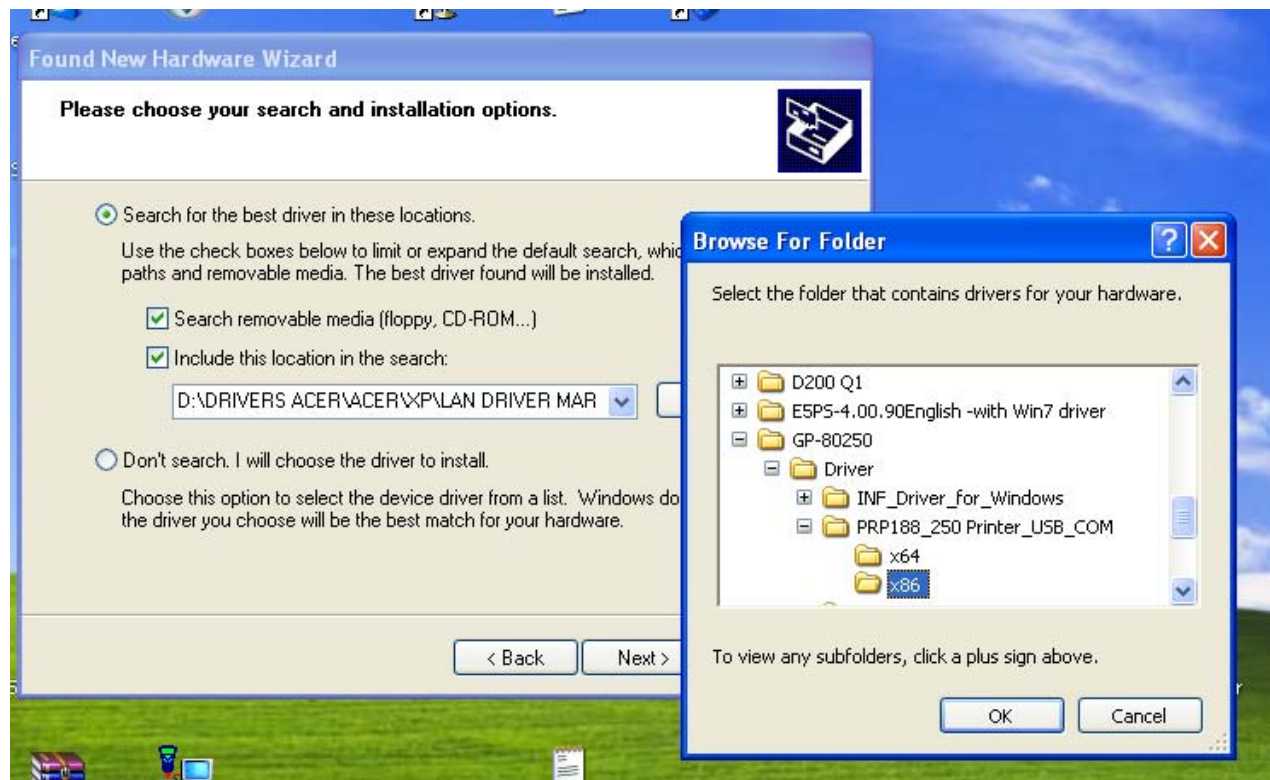 Found New Hardware Wizard
Please choose your search and installation options.
Search for the best driver in these locations.
Use the check boxes below to limit or expand the default search, whic
paths and removable media. The best driver found will be installed.
Search removable media (floppy, CD-ROM...)
Include this location in the search:
D:\DRIVERS ACER\ACER\XP\LAN DRIVER MAR
Don't search. I will choose the driver to install.
Choose this option to select the device driver from a list. Windows do
the driver you choose will be the best match for your hardware.
< Back
Next >
Browse For Folder
Select the folder that contains drivers for your hardware.
D200 Q1
E5PS-4.00.90English -with Win7 driver
GP-80250
Driver
INF_Driver_for_Windows
PRP188_250 Printer_USB_COM
x64
x86
To view any subfolders, click a plus sign above.
OK
Cancel